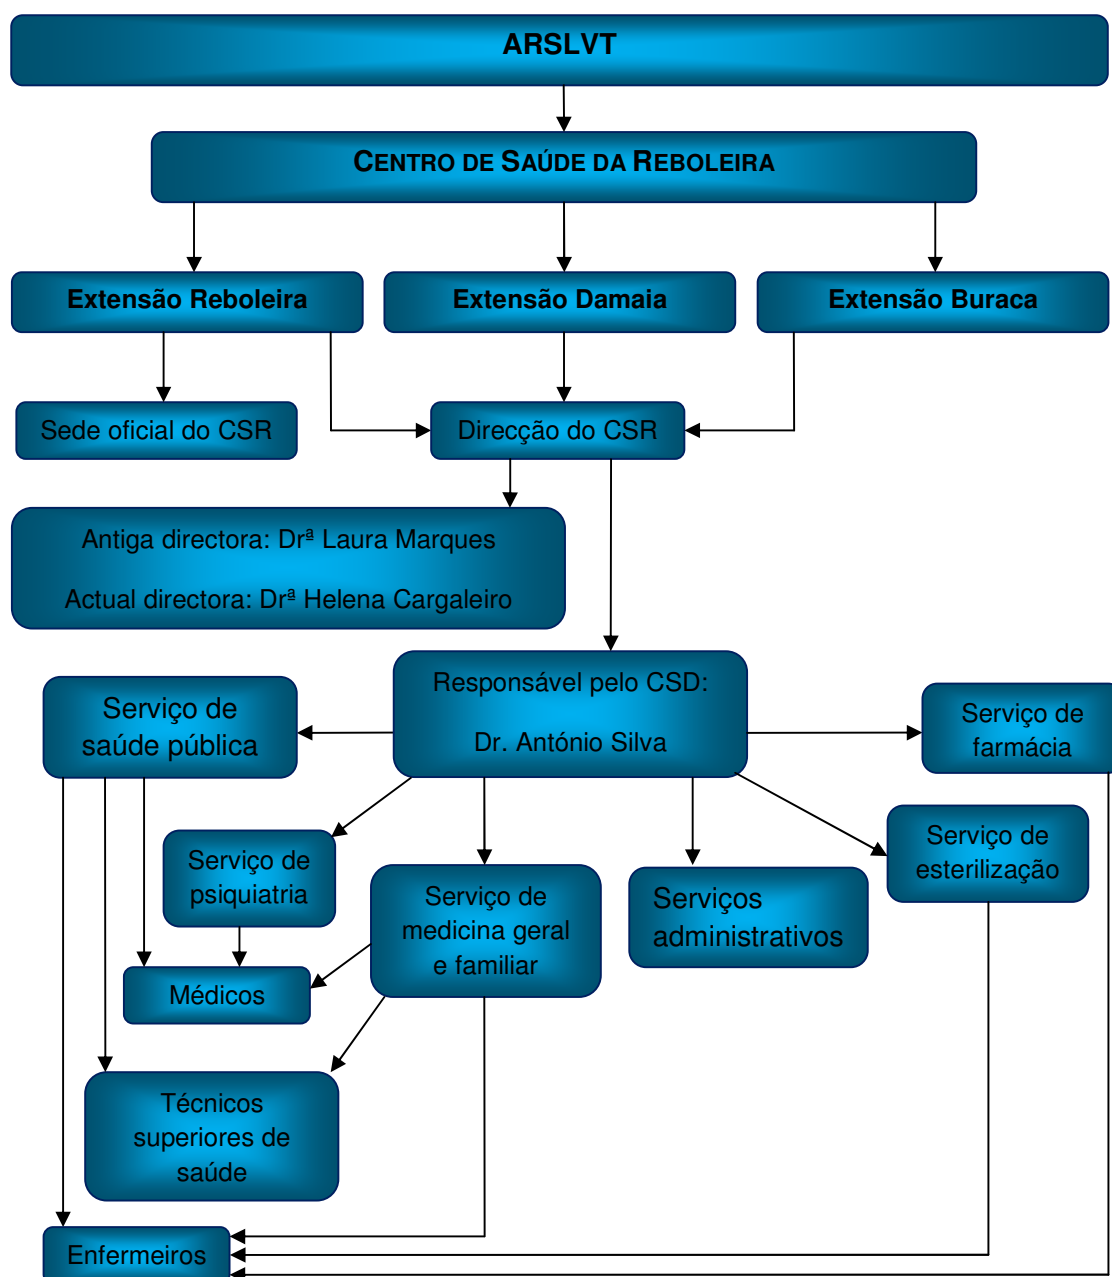 ARSLVT
CENTRO DE SAÚDE DA REBOLEIRA
Extensão Reboleira
Extensão Damaia
Extensão Buraca
Sede oficial do CSR
Direcção do CSR
Antiga directora: Drª Laura Marques
Actual directora: Drª Helena Cargaleiro
Responsável pelo CSD:
Dr. António Silva
Serviço de
saúde pública
Serviço de
farmácia
Serviço de
psiquiatria
Serviço de
medicina geral
e familiar
Serviços
administrativos
Serviço de
esterilização
Médicos
Técnicos
superiores de
saúde
Enfermeiros